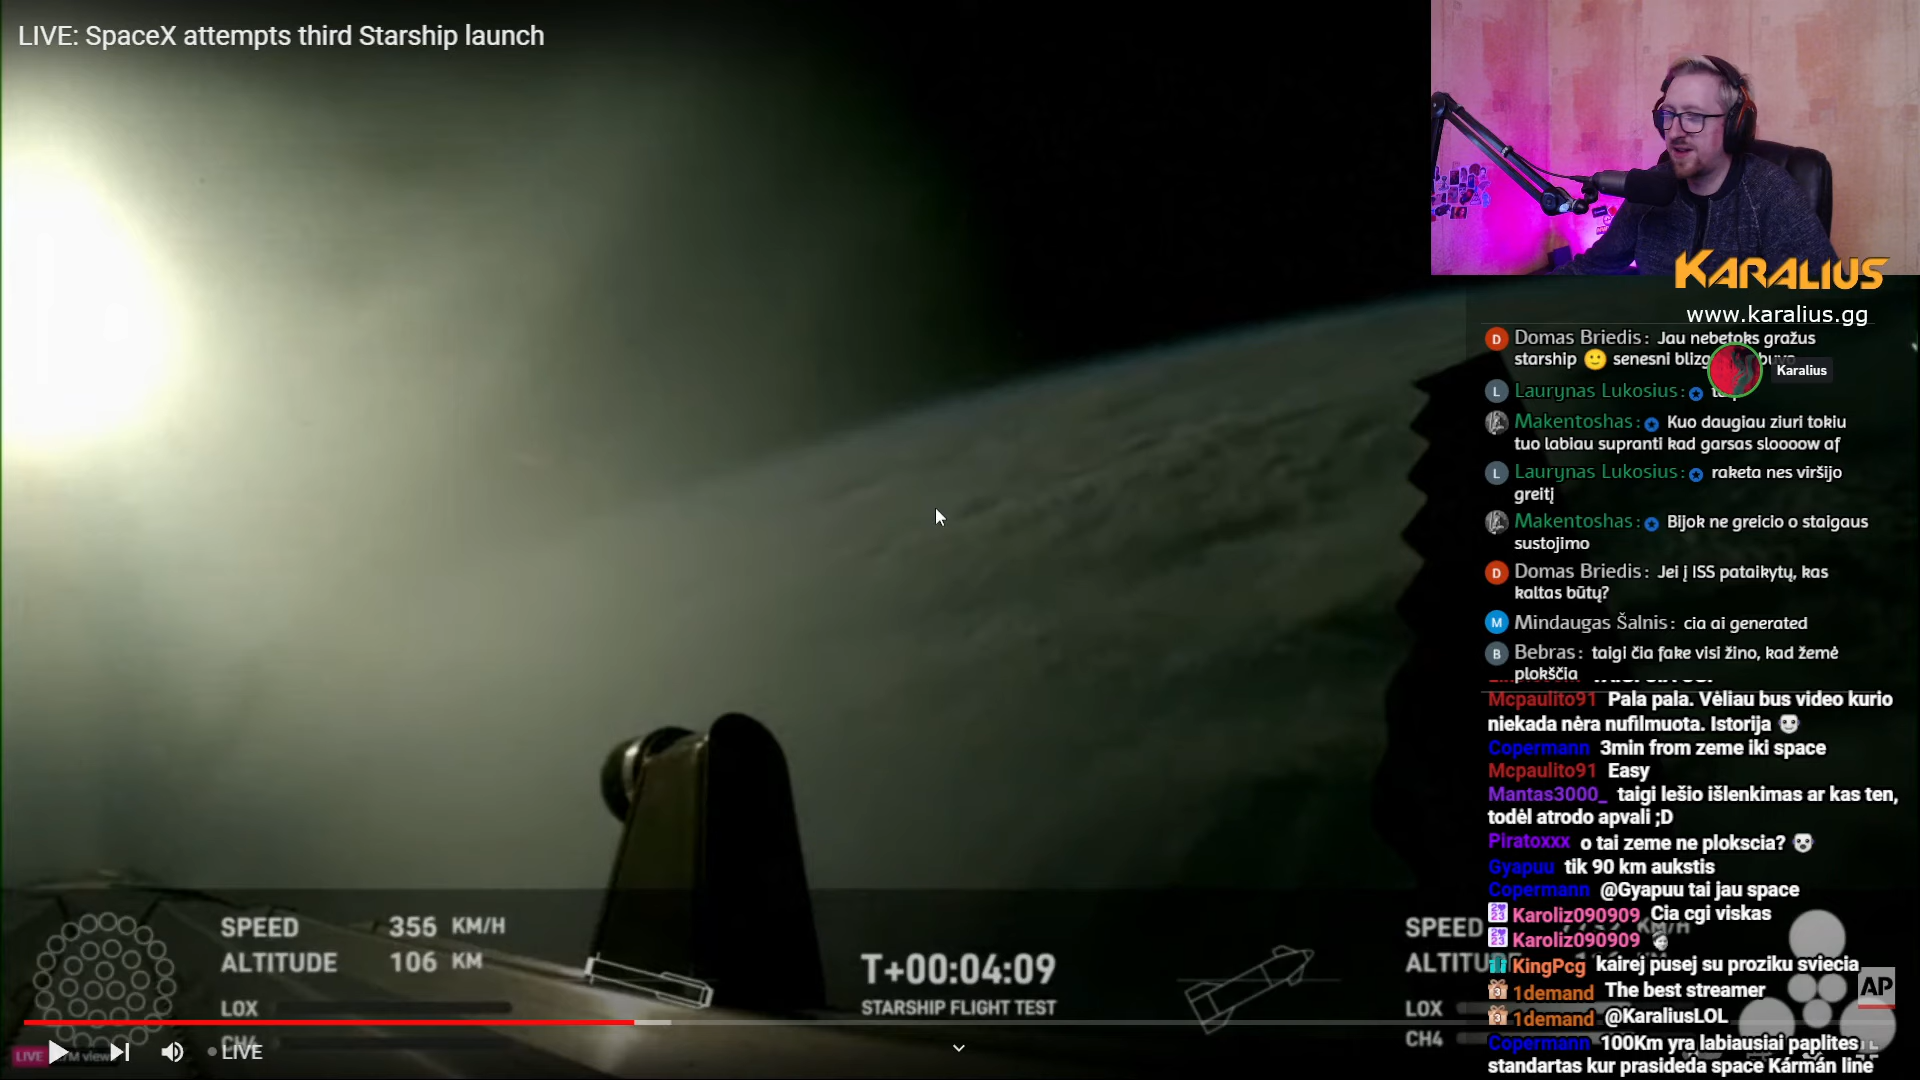 LIVE: SpaceX attempts third Starship launch
KARALIUS
www.karalius.gg
Domas Briedis: Jau nebetoks gražus
starship 🙂 senesni
Karalius
Laurynas Lukosius:
Makentoshas: Kuo daugiau ziuri tokiu
tuo labiau supranti kad garsas sloooow af
Laurynas Lukosius: raketa nes viršijo
greitį
Makentoshas: Bijok ne greicio o staigaus
sustojimo
Domas Briedis: Jei į ISS pataikytų, kas
kaltas būtų?
Mindaugas Šalnis: cia ai generated
Bebras: taigi čia fake visi žino, kad žemė
plokščia
Mcpaulito91 Pala pala. Vėliau bus video kurio
niekada nėra nufilmuota. Istorija
Copermann 3min from zeme iki space
Mcpaulito91 Easy
Mantas3000_ taigi lešio išlenkimas ar kas ten,
todėl atrodo apvali ;D
Piratoxxx o tai zeme ne plokscia?
Gyapuu tik 90 km aukstis
Copermann @Gyapuu tai jau space
Karoliz090909 Cia cgi viskas
Karoliz090909
KingPcg kairej pusej su proziku sviecia
1demand The best streamer
1demand @KaraliusLOL
Copermann 100Km yra labiausiai paplites
standartas kur prasideda space Kármán line
SPEED 356 KM/H
ALTITUDE 106 KM
LOX
CH4
T+00:04:09
STARSHIP FLIGHT TEST
SPEED KM/H
LOX
CH4
AP
LIVE
LIVE